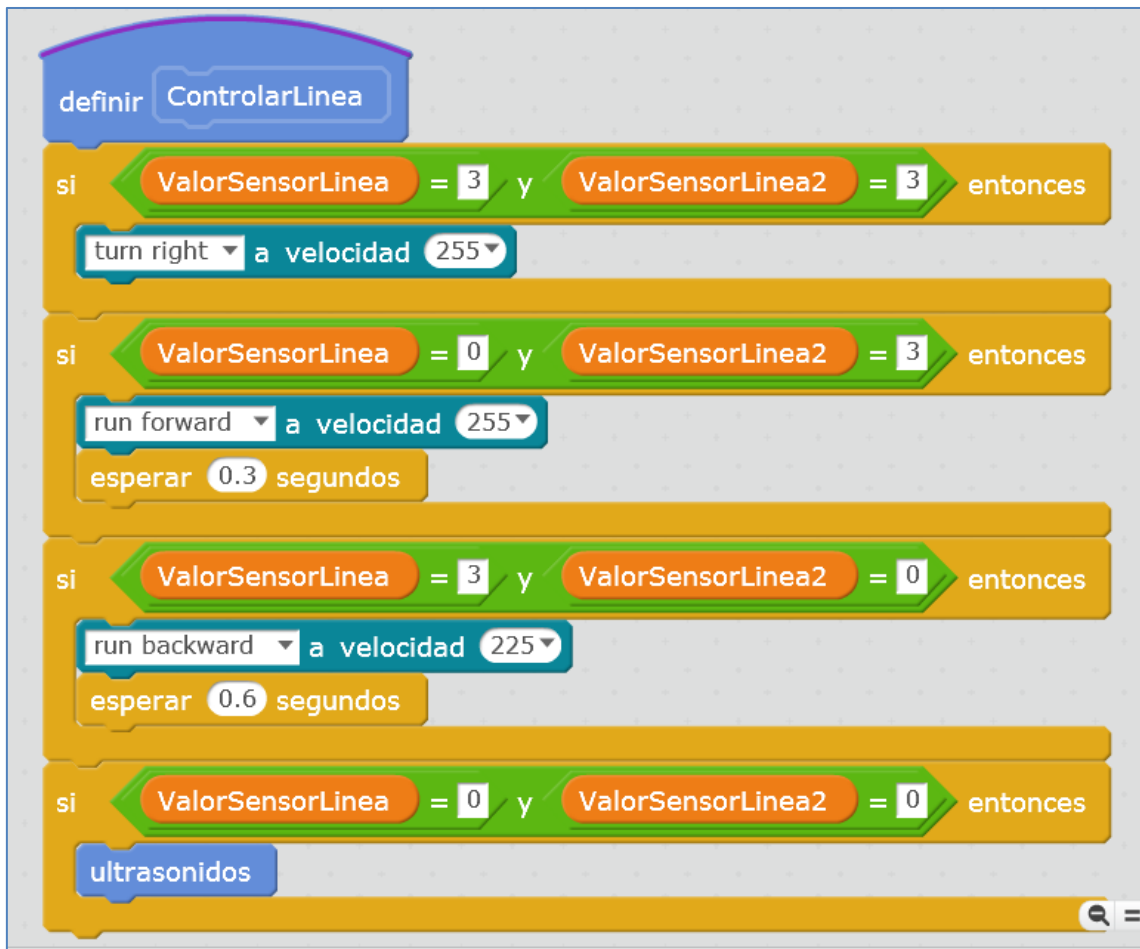 definir ControlarLinea
si ValorSensorLinea = 3 y ValorSensorLinea2 = 3 entonces
turn right a velocidad 255
si ValorSensorLinea = 0 y ValorSensorLinea2 = 3 entonces
run forward a velocidad 255
esperar 0.3 segundos
si ValorSensorLinea = 3 y ValorSensorLinea2 = 0 entonces
run backward a velocidad 225
esperar 0.6 segundos
si ValorSensorLinea = 0 y ValorSensorLinea2 = 0 entonces
ultrasonidos